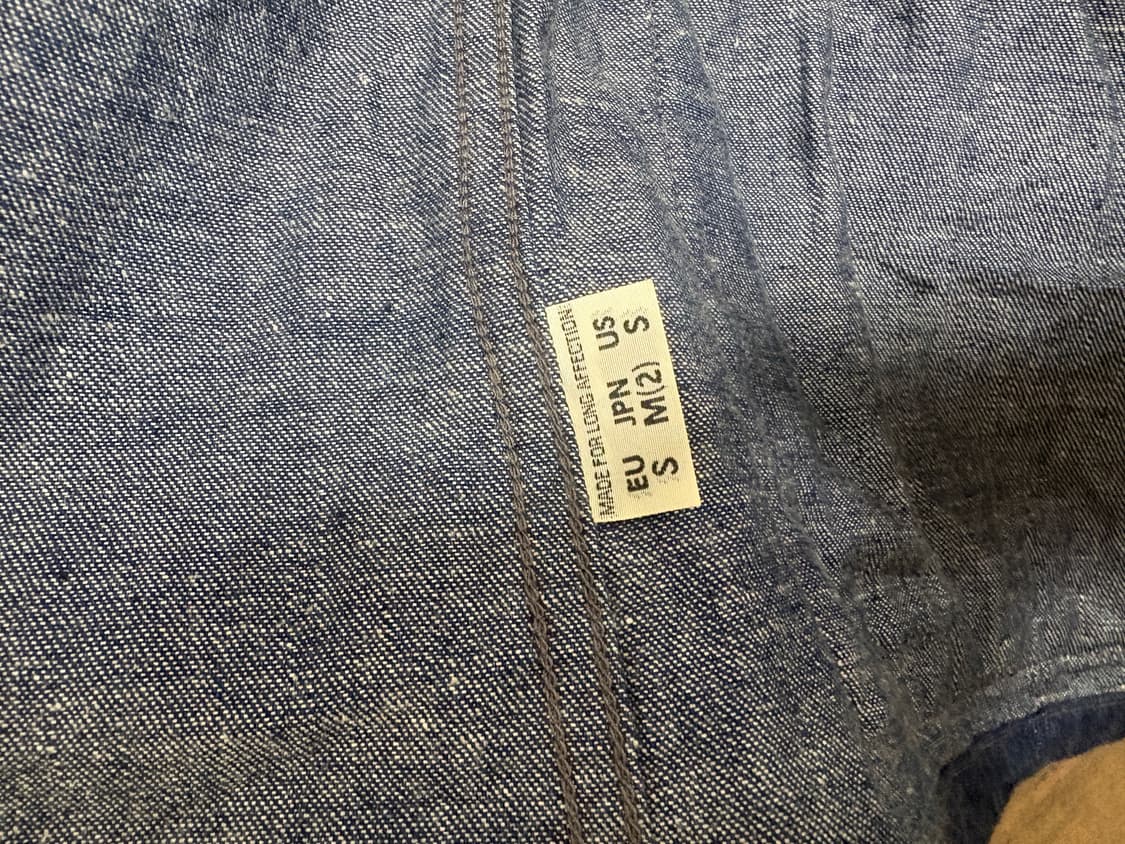 MADE FOR LONG AFFECTION
EU JPN US
S M(2) S